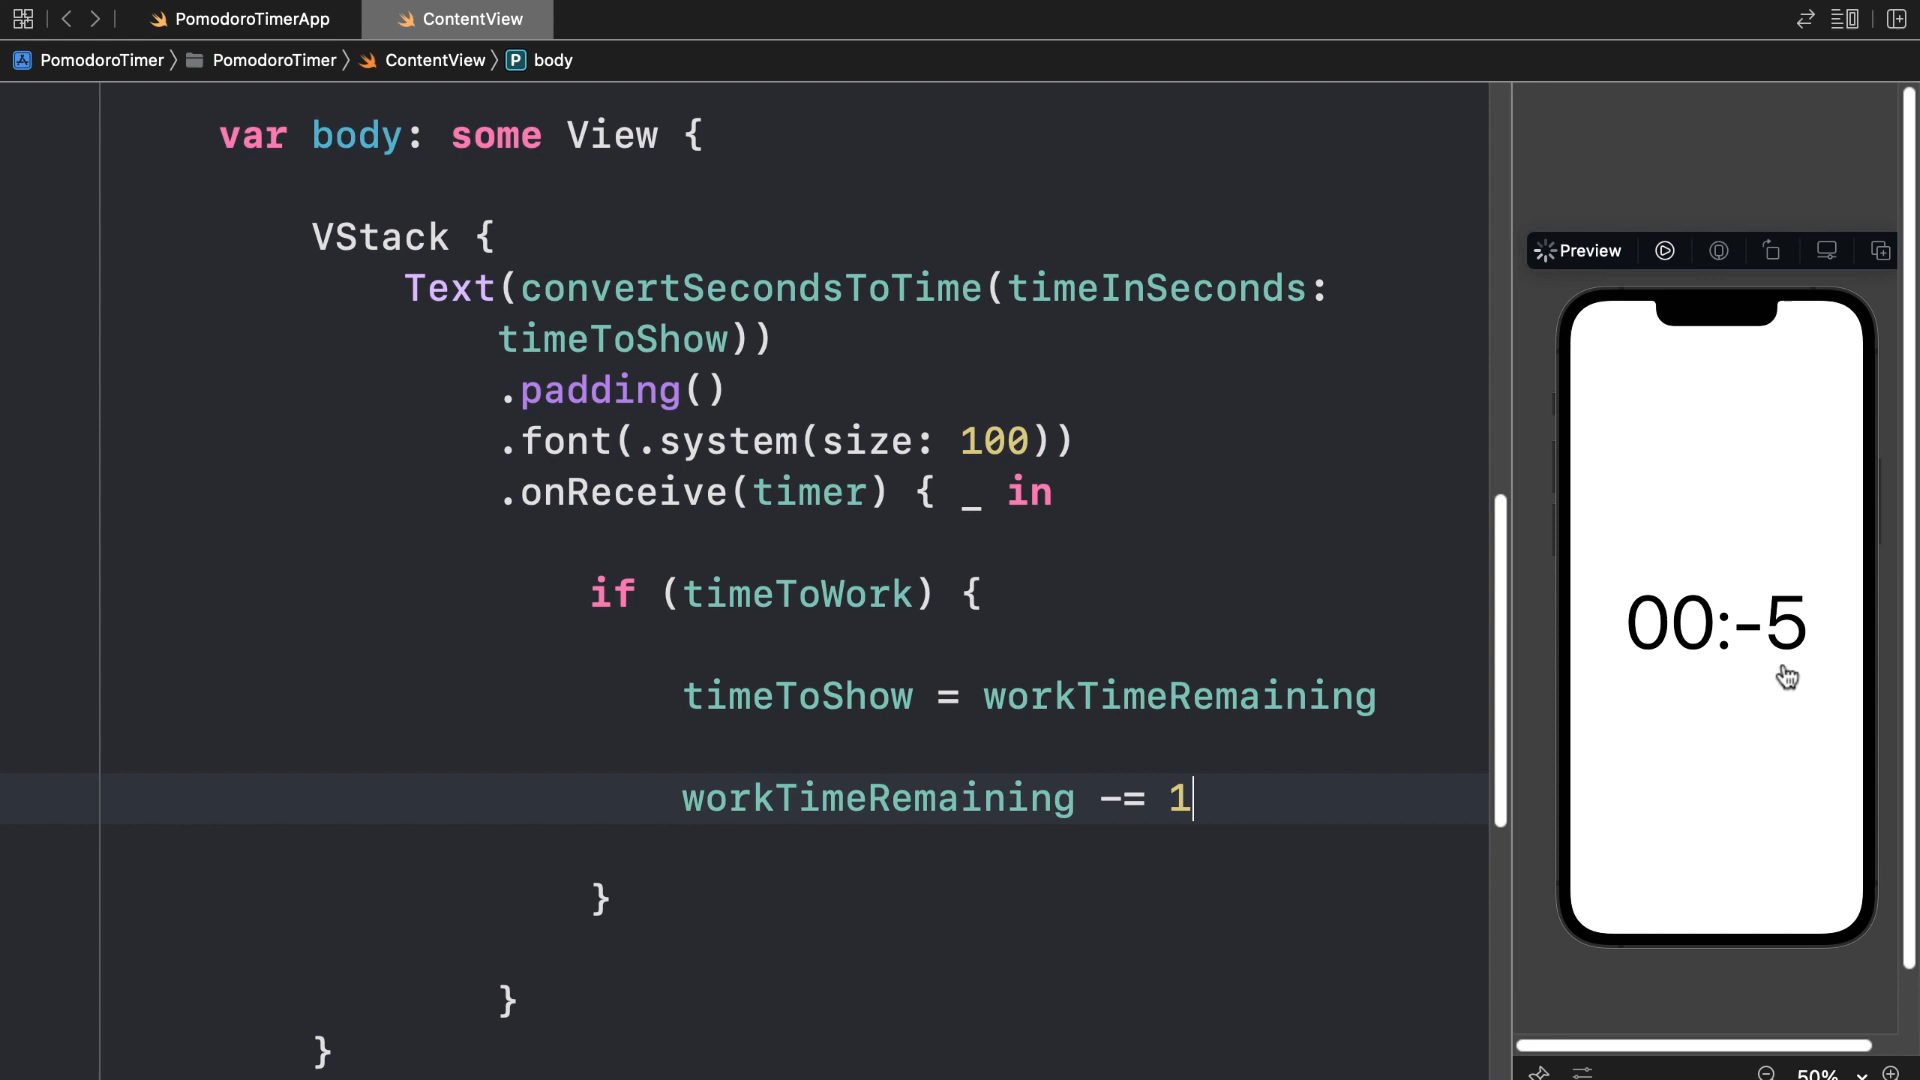 PomodoroTimerApp
ContentView
PomodoroTimer
PomodoroTimer
ContentView
P
body
var body: some View {
VStack {
Text(convertSecondsToTime(timeInSeconds:
timeToShow))
.padding()
.font(.system(size: 100))
.onReceive(timer) { _ in
if (timeToWork) {
timeToShow = workTimeRemaining
workTimeRemaining -= 1
}
}
}
Preview
00:-5
50%